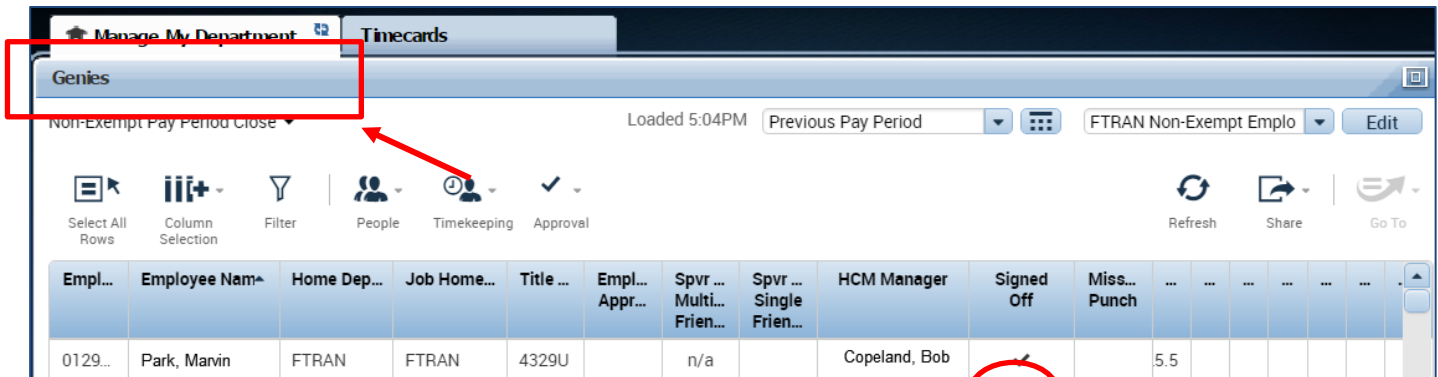 Manage My Department Timecards
Genies
Non-Exempt Pay Period Close Loaded 5:04PM Previous Pay Period FTRAN Non-Exempt Emplo Edit
Select All Column Filter People Timekeeping Approval Refresh Share Go To
Rows Selection
Empl... Employee Nam Home Dep... Job Home... Title ... Empl... Spvr ... Spvr ... HCM Manager Signed Miss... ... ... ... ... ... ... .
Appr... Multi... Single Off Punch
Frien... Frien...
0129... Park, Marvin FTRAN FTRAN 4329U n/a Copeland, Bob .5.5